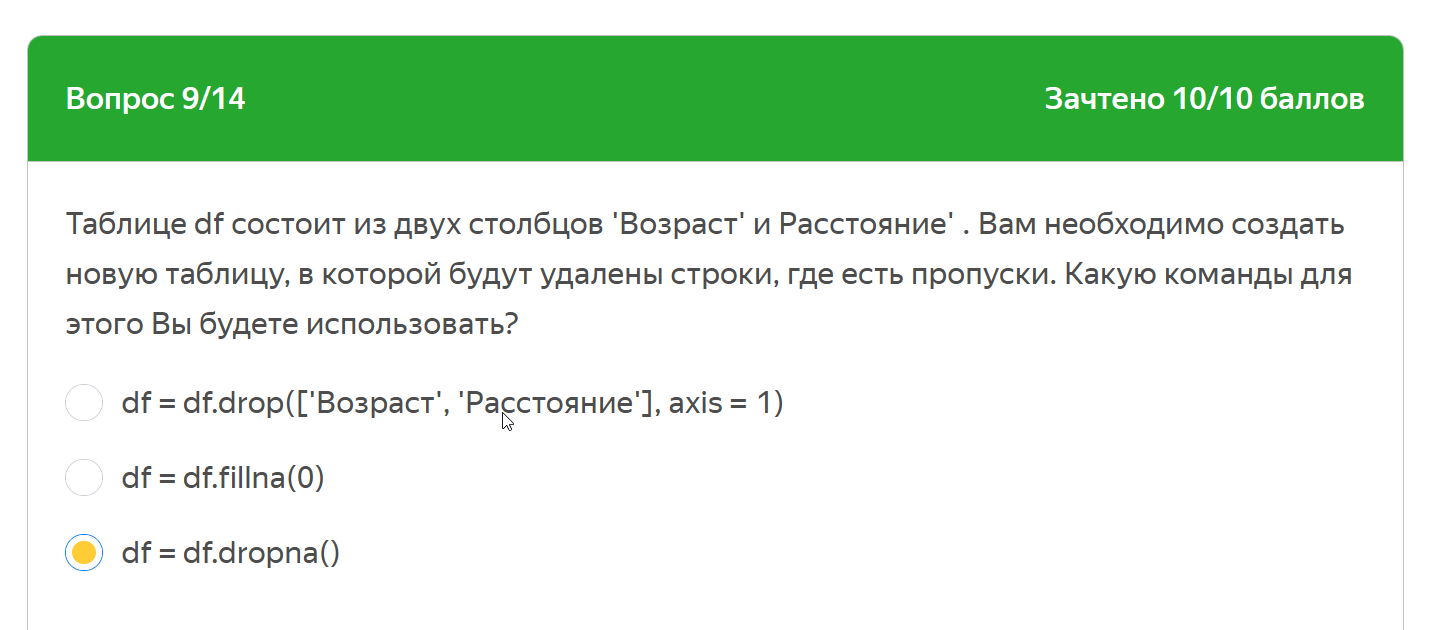 Вопрос 9/14
Зачтено 10/10 баллов
Таблице df состоит из двух столбцов 'Возраст' и Расстояние' . Вам необходимо создать
новую таблицу, в которой будут удалены строки, где есть пропуски. Какую команды для
этого Вы будете использовать?
df = df.drop(['Возраст', 'Расстояние'], axis = 1)
df = df.fillna(0)
df = df.dropna()